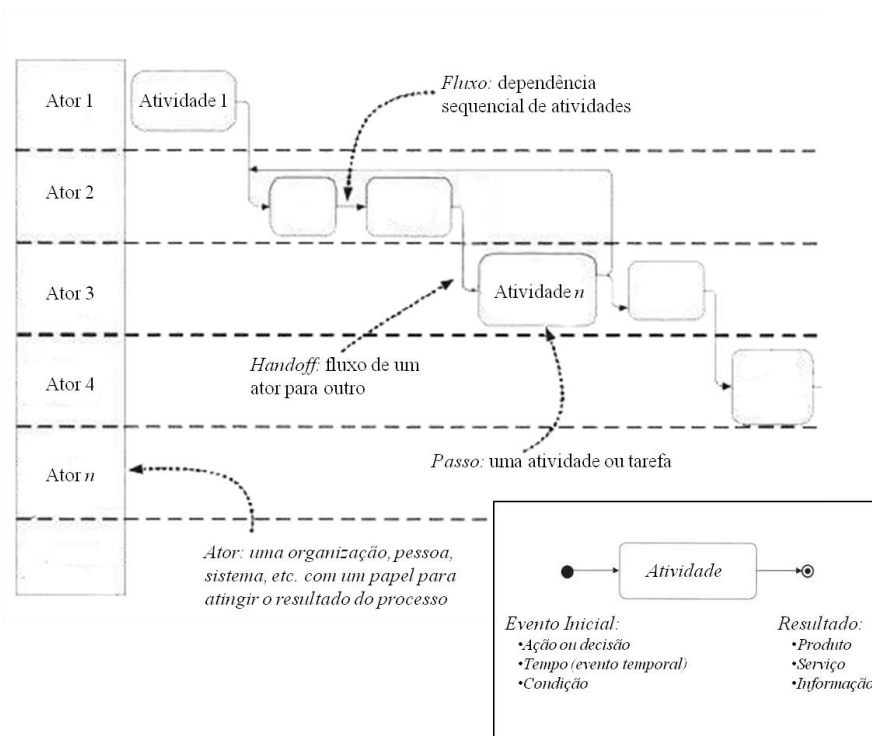 Ator 1
Atividade 1
Fluxo: dependência
sequencial de atividades
Ator 2
Ator 3
Atividade n
Handoff: fluxo de um
ator para outro
Ator 4
Passo: uma atividade ou tarefa
Ator n
Ator: uma organização, pessoa,
sistema, etc. com um papel para
atingir o resultado do processo
Atividade
Evento Inicial:
•Ação ou decisão
•Tempo (evento temporal)
•Condição
Resultado:
•Produto
•Serviço
•Informação